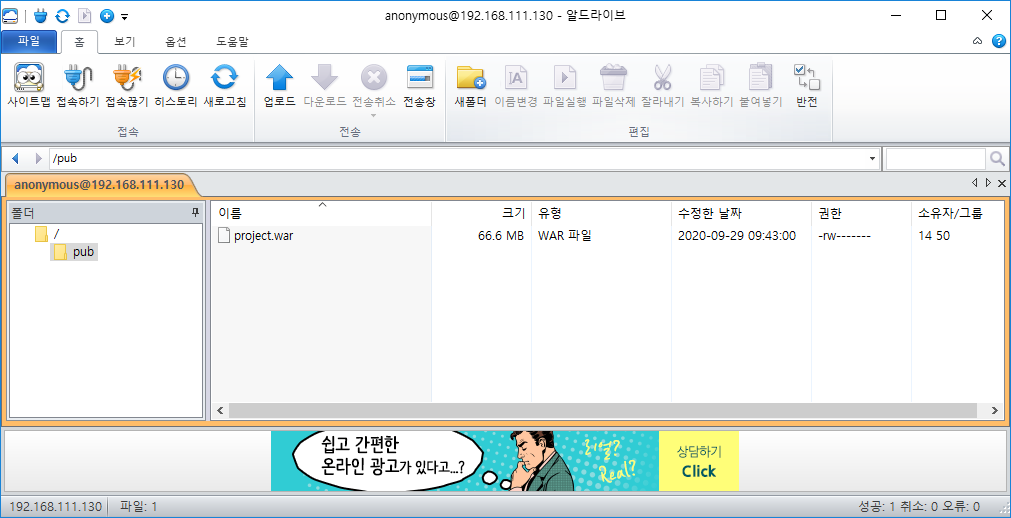 anonymous@192.168.111.130 - 알드라이브
파일 홈 보기 옵션 도움말
사이트맵 접속하기 접속끊기 히스토리 새로고침 업로드 다운로드 전송취소 전송창 새폴더 이름변경 파일실행 파일삭제 잘라내기 복사하기 붙여넣기 반전
접속 전송 편집
/pub
anonymous@192.168.111.130
폴더
/
pub
이름 크기 유형 수정한 날짜 권한 소유자/그룹
project.war 66.6 MB WAR 파일 2020-09-29 09:43:00 -rw------- 14 50
쉽고 간편한
온라인 광고가 있다고...?
리얼?
Real?
상담하기
Click
192.168.111.130 파일: 1 성공: 1 취소: 0 오류: 0